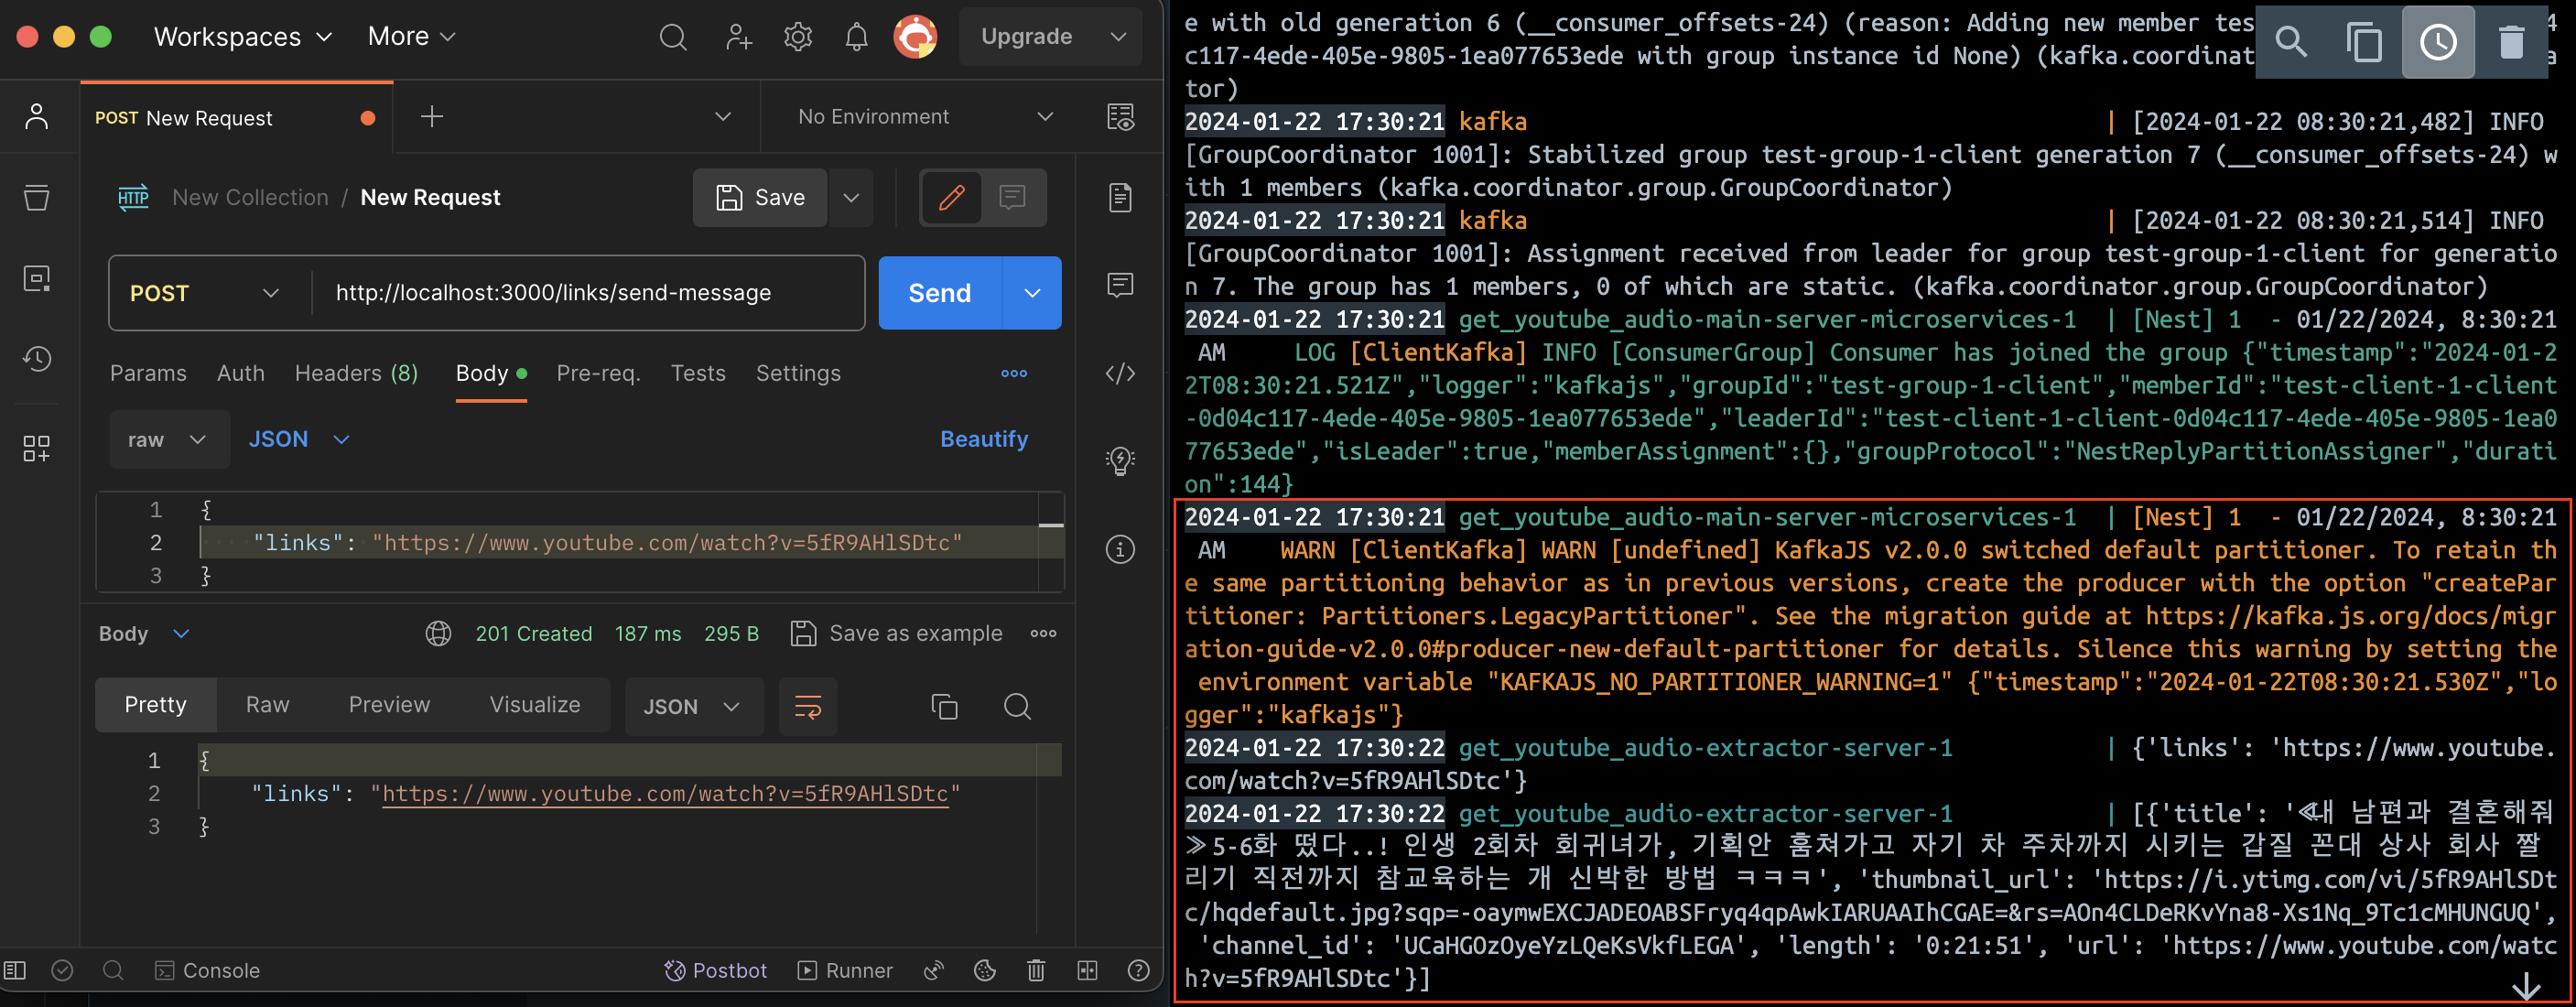 Workspaces
More
Upgrade
POST New Request
No Environment
HTTP
New Collection / New Request
Save
POST
http://localhost:3000/links/send-message
Send
Params
Auth
Headers (8)
Body
Pre-req.
Tests
Settings
raw
JSON
Beautify
1 {
2 "links": "https://www.youtube.com/watch?v=5fR9AHlSDtc"
3 }
Body
201 Created
187 ms
295 B
Save as example
Pretty
Raw
Preview
Visualize
JSON
1 {
2 "links": "https://www.youtube.com/watch?v=5fR9AHlSDtc"
3 }
Console
Postbot
Runner
e with old generation 6 (__consumer_offsets-24) (reason: Adding new member tes
c117-4ede-405e-9805-1ea077653ede with group instance id None) (kafka.coordinat
tor)
2024-01-22 17:30:21 kafka | [2024-01-22 08:30:21,482] INFO
[GroupCoordinator 1001]: Stabilized group test-group-1-client generation 7 (__consumer_offsets-24) w
ith 1 members (kafka.coordinator.group.GroupCoordinator)
2024-01-22 17:30:21 kafka | [2024-01-22 08:30:21,514] INFO
[GroupCoordinator 1001]: Assignment received from leader for group test-group-1-client for generatio
n 7. The group has 1 members, 0 of which are static. (kafka.coordinator.group.GroupCoordinator)
2024-01-22 17:30:21 get_youtube_audio-main-server-microservices-1 | [Nest] 1 - 01/22/2024, 8:30:21
AM LOG [ClientKafka] INFO [ConsumerGroup] Consumer has joined the group {"timestamp":"2024-01-2
2T08:30:21.521Z","logger":"kafkajs","groupId":"test-group-1-client","memberId":"test-client-1-client
-0d04c117-4ede-405e-9805-1ea077653ede","leaderId":"test-client-1-client-0d04c117-4ede-405e-9805-1ea0
77653ede","isLeader":true,"memberAssignment":{},"groupProtocol":"NestReplyPartitionAssigner","durati
on":144}
2024-01-22 17:30:21 get_youtube_audio-main-server-microservices-1 | [Nest] 1 - 01/22/2024, 8:30:21
AM WARN [ClientKafka] WARN [undefined] KafkaJS v2.0.0 switched default partitioner. To retain th
e same partitioning behavior as in previous versions, create the producer with the option "createPar
titioner: Partitioners.LegacyPartitioner". See the migration guide at https://kafka.js.org/docs/migr
ation-guide-v2.0.0#producer-new-default-partitioner for details. Silence this warning by setting the
environment variable "KAFKAJS_NO_PARTITIONER_WARNING=1" {"timestamp":"2024-01-22T08:30:21.530Z","lo
gger":"kafkajs"}
2024-01-22 17:30:22 get_youtube_audio-extractor-server-1 | {'links': 'https://www.youtube.
com/watch?v=5fR9AHlSDtc'}
2024-01-22 17:30:22 get_youtube_audio-extractor-server-1 | [{'title': '≪내 남편과 결혼해줘
≫5-6화 떴다..! 인생 2회차 회귀녀가, 기획안 훔쳐가고 자기 차 주차까지 시키는 갑질 꼰대 상사 회사 짤
리기 직전까지 참교육하는 개 신박한 방법 ㅋㅋㅋ', 'thumbnail_url': 'https://i.ytimg.com/vi/5fR9AHlSDt
c/hqdefault.jpg?sqp=-oaymwEXCJADEOABSFryq4qpAwkIARUAAIhCGAE=&rs=AOn4CLDeRKvYna8-Xs1Nq_9Tc1cMHUNGUQ',
'channel_id': 'UCaHGOzOyeYzLQeKsVkfLEGA', 'length': '0:21:51', 'url': 'https://www.youtube.com/watc
h?v=5fR9AHlSDtc'}]